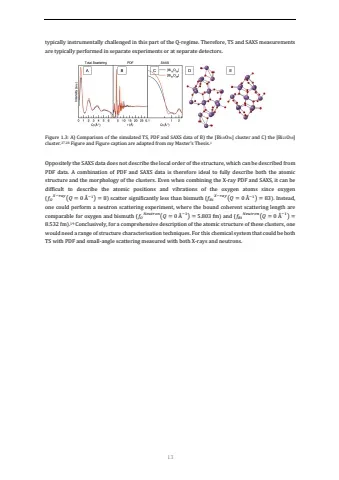 typically instrumentally challenged in this part of the Q-regime. Therefore, TS and SAXS measurements
are typically performed in separate experiments or at separate detectors.
Total Scattering PDF SAXS
A B C D E
Figure 1.3: A) Comparison of the simulated TS, PDF and SAXS data of B) the cluster and C) the
cluster. Figure and Figure caption are adapted from my Master's Thesis.
Oppositely the SAXS data does not describe the local order of the structure, which can be described from
PDF data. A combination of PDF and SAXS data is therefore ideal to fully describe both the atomic
structure and the morphology of the clusters. Even when combining the X-ray PDF and SAXS, it can be
difficult to describe the atomic positions and vibrations of the oxygen atoms since oxygen
(f_O^X-ray(Q = 0 Å⁻¹) = 8) scatter significantly less than bismuth (f_Bi^X-ray(Q = 0 Å⁻¹) = 83). Instead,
one could perform a neutron scattering experiment, where the bound coherent scattering length are
comparable for oxygen and bismuth (f_O^Neutron(Q = 0 Å⁻¹) = 5.803 fm) and (f_Bi^Neutron(Q = 0 Å⁻¹) =
8.532 fm). Conclusively, for a comprehensive description of the atomic structure of these clusters, one
would need a range of structure characterisation techniques. For this chemical system that could be both
TS with PDF and small-angle scattering measured with both X-rays and neutrons.
13